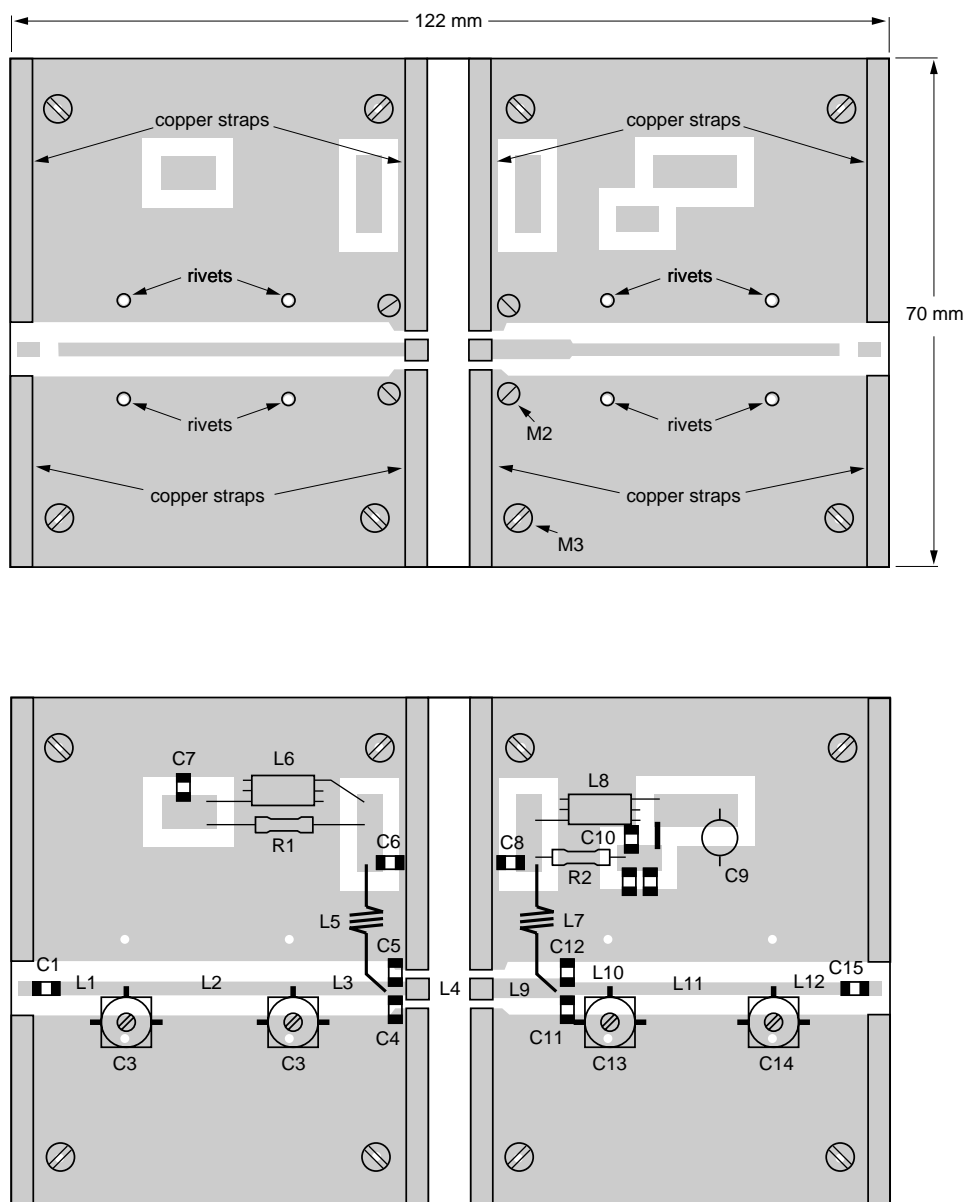 122 mm
copper straps
copper straps
rivets
rivets
70 mm
rivets
M2
rivets
copper straps
copper straps
M3
C7
L6
L8
C6
C8
C10
R1
R2
C9
L5
L7
C5
C12
C1
L1
L2
L3
L4
L9
L10
L11
L12
C15
C4
C11
C3
C3
C13
C14